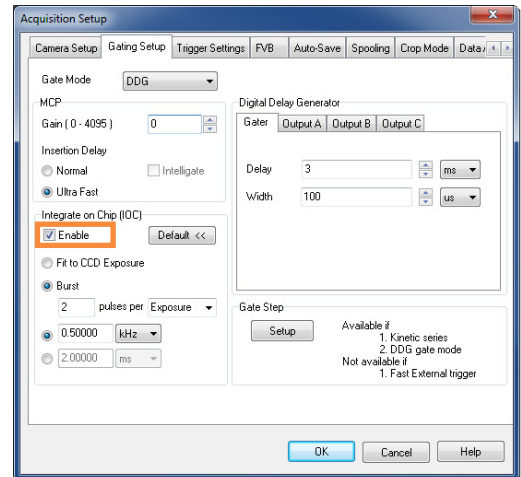 Acquisition Setup
Camera Setup Gating Setup Trigger Settings FVB Auto-Save Spooling Crop Mode Data
Gate Mode DDG
MCP
Gain ( 0 - 4095 ) 0
Insertion Delay
Normal Intelligate
Ultra Fast
Integrate on Chip (IOC)
Enable Default <<
Fit to CCD Exposure
Burst
2 pulses per Exposure
0.50000 kHz
2.00000 ms
Digital Delay Generator
Gater Output A Output B Output C
Delay 3 ms
Width 100 us
Gate Step
Setup
Available if
1. Kinetic series
2. DDG gate mode
Not available if
1. Fast External trigger
OK Cancel Help